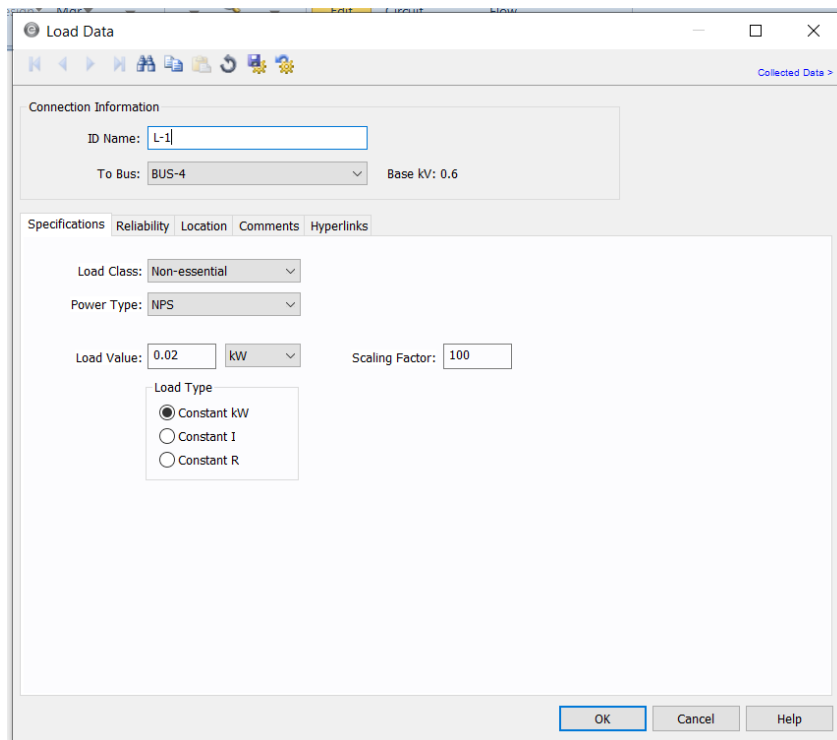 Load Data
Collected Data >
Connection Information
ID Name: L-1
To Bus: BUS-4 Base kV: 0.6
Specifications Reliability Location Comments Hyperlinks
Load Class: Non-essential
Power Type: NPS
Load Value: 0.02 kW Scaling Factor: 100
Load Type
Constant kW
Constant I
Constant R
OK Cancel Help